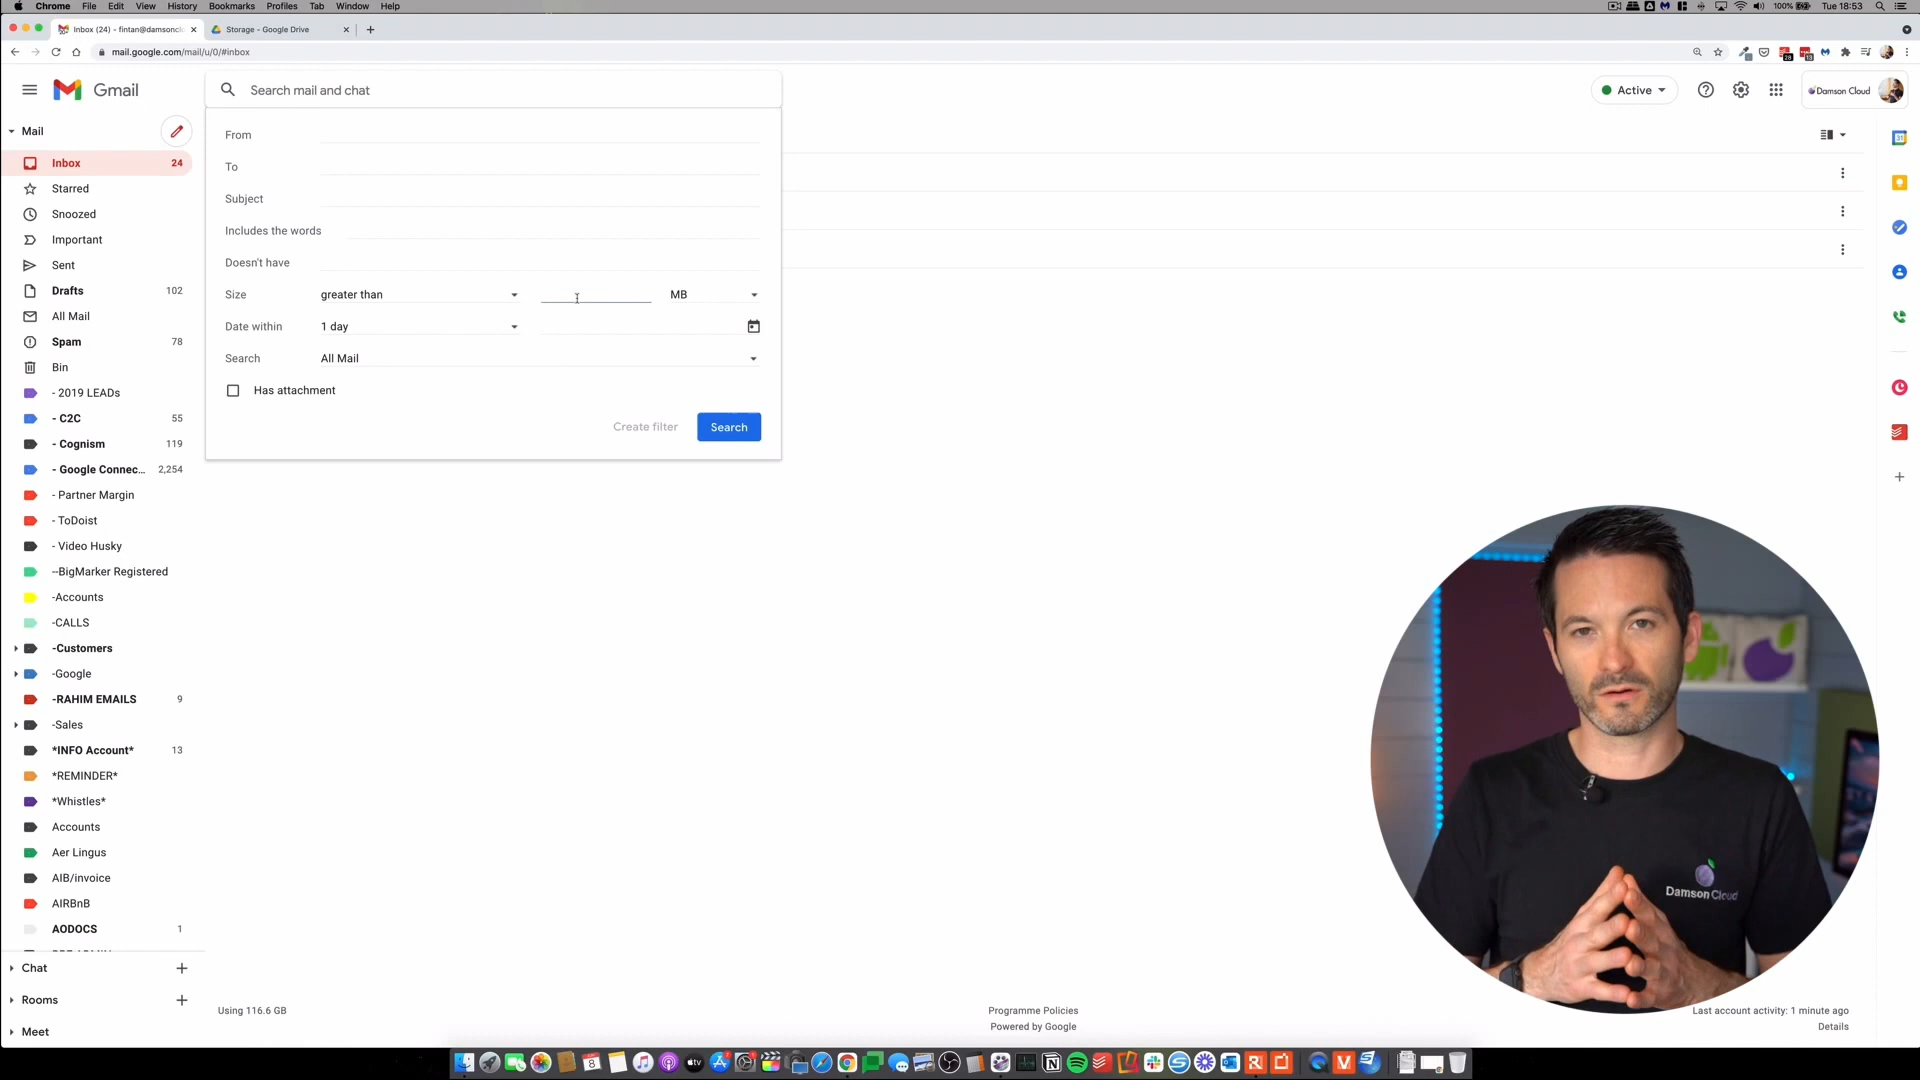 Chrome File Edit View History Bookmarks Profiles Tab Window Help
100% Tue 18:53
Inbox (24) - fintan@damsonclo
Storage - Google Drive
mail.google.com/mail/u/0/#inbox
Gmail
Search mail and chat
Active
Damson Cloud
Mail
Inbox 24
Starred
Snoozed
Important
Sent
Drafts 102
All Mail
Spam 78
Bin
- 2019 LEADs
- C2C 55
- Cognism 119
- Google Connec... 2,254
- Partner Margin
- ToDoist
- Video Husky
--BigMarker Registered
-Accounts
-CALLS
-Customers
-Google
-RAHIM EMAILS 9
-Sales
*INFO Account* 13
*REMINDER*
*Whistles*
Accounts
Aer Lingus
AIB/invoice
AIRBnB
AODOCS 1
Chat
Rooms
Meet
From
To
Subject
Includes the words
Doesn't have
Size greater than MB
Date within 1 day
Search All Mail
Has attachment
Create filter Search
Damson Cloud
Using 116.6 GB
Programme Policies
Powered by Google
Last account activity: 1 minute ago
Details